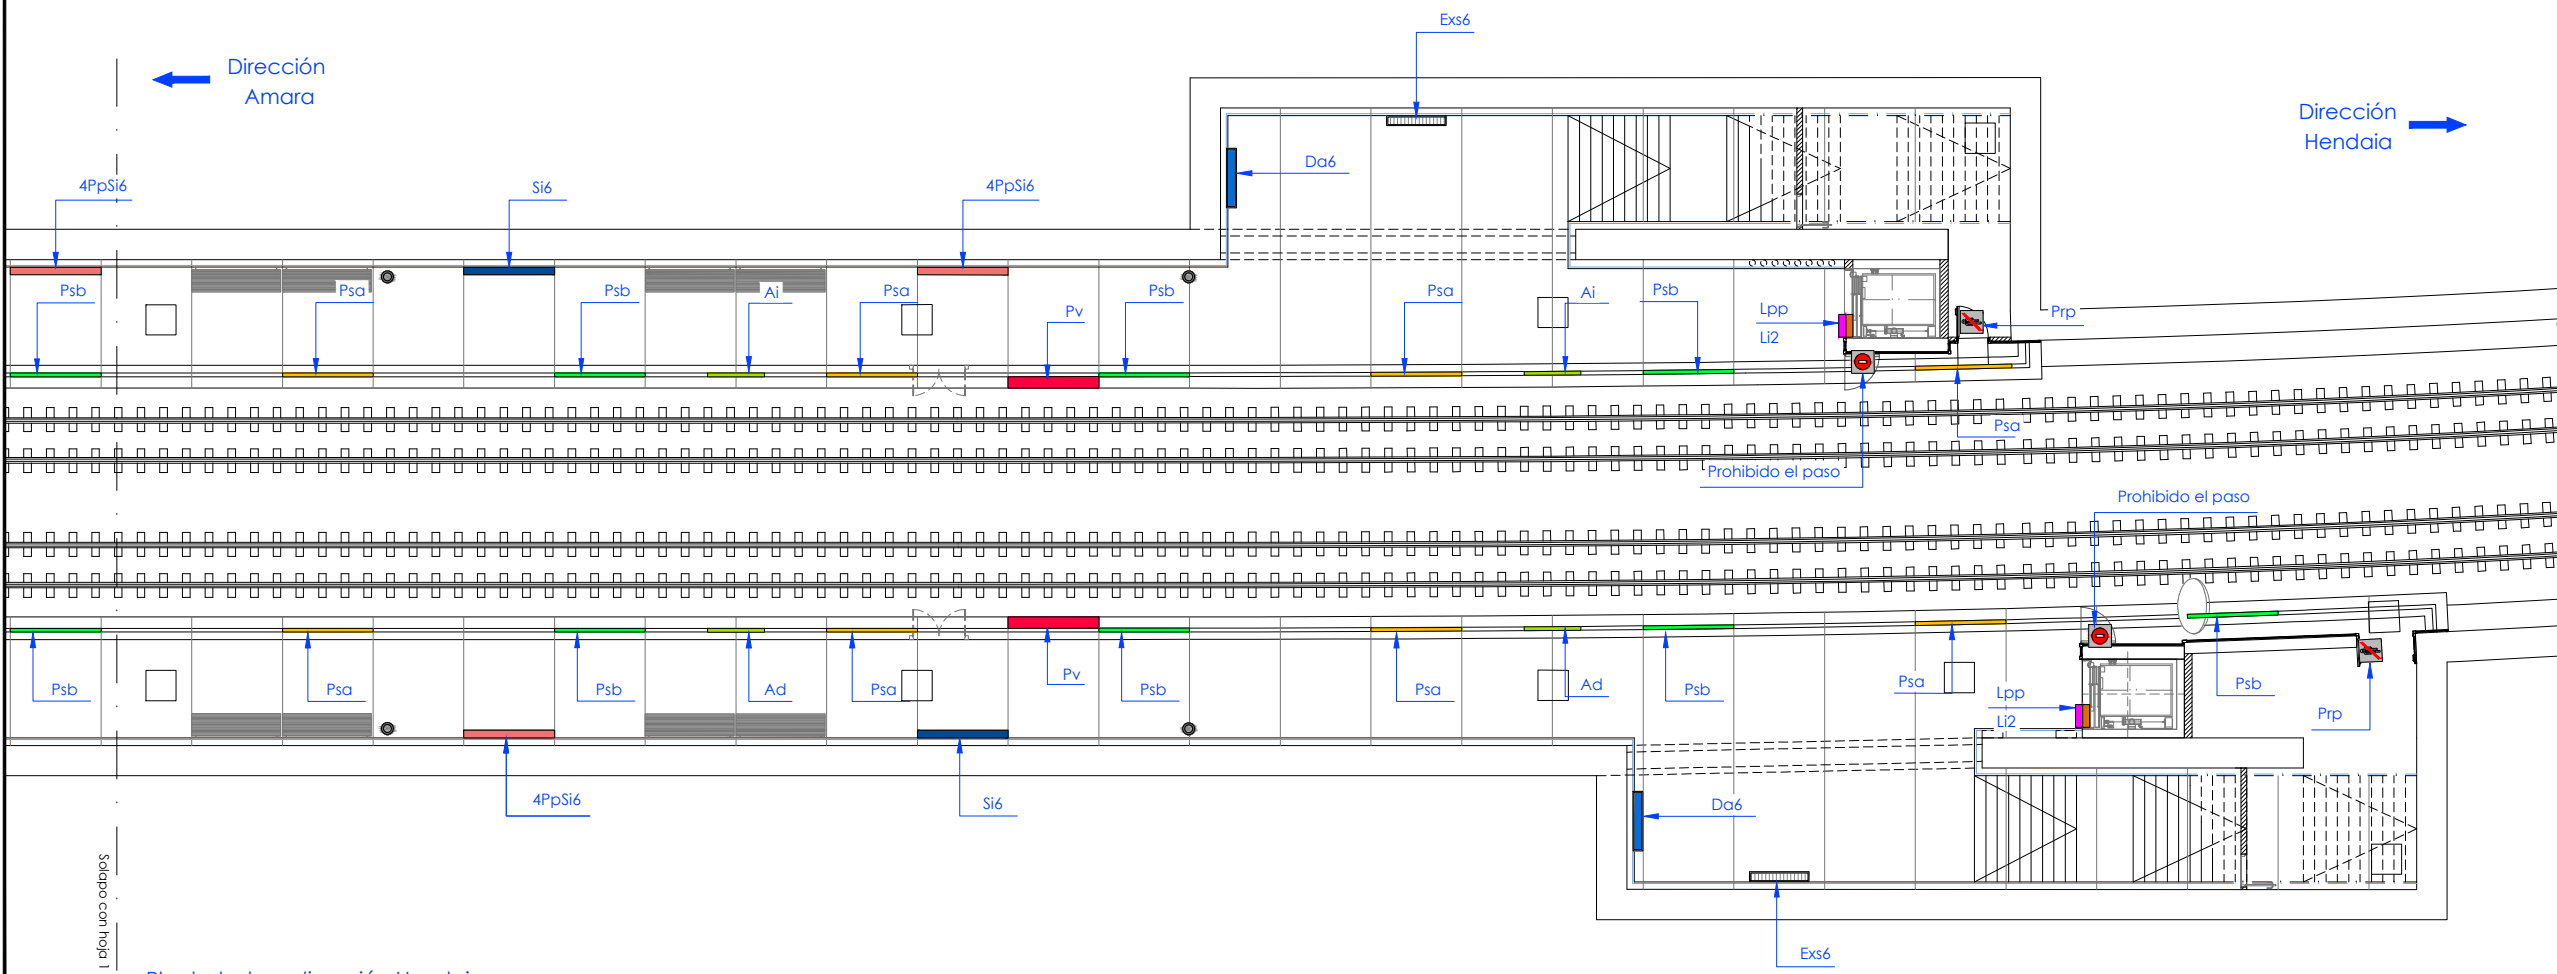 Exs6
Dirección
Amara
Dirección
Hendaia
Da6
4PpSi6
Si6
4PpSi6
Psb
Psa
Psb
Ai
Psa
Pv
Psb
Psa
Ai
Psb
Lpp
Li2
Prp
Psa
Prohibido el paso
Prohibido el paso
Psb
Psa
Psb
Ad
Psa
Pv
Psb
Psa
Ad
Psb
Psa
Lpp
Li2
Psb
Prp
4PpSi6
Si6
Da6
Exs6
Solapo con hoja 1